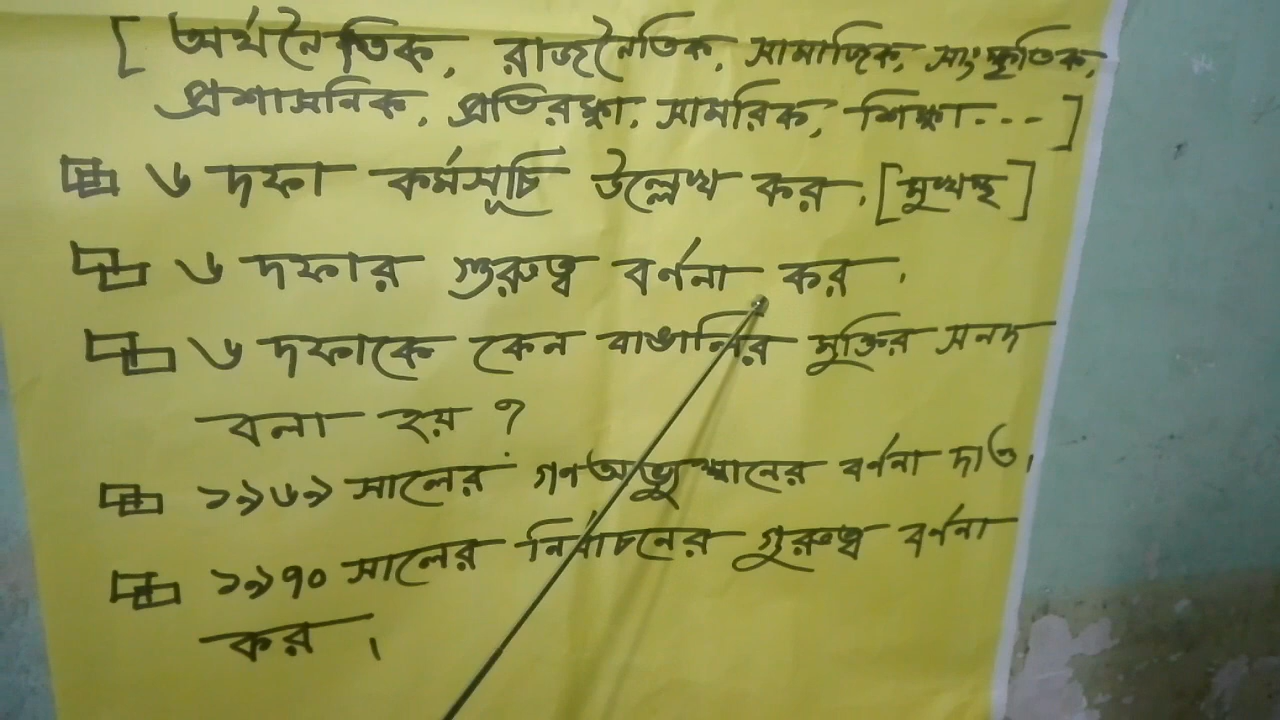 [ অর্থনৈতিক, রাজনৈতিক, সামাজিক, সাংস্কৃতিক,
প্রশাসনিক, প্রতিরক্ষা, সামরিক, শিক্ষা---]
৬ দফা কর্মসূচি উল্লেখ কর. [মুখস্থ]
৬ দফার গুরুত্ব বর্ণনা কর.
৬ দফাকে কেন বাঙালির মুক্তির সনদ
বলা হয় ?
১৯৬৯ সালের গণঅভ্যুত্থানের বর্ণনা দাও।
১৯৭০ সালের নির্বাচনের গুরুত্ব বর্ণনা
কর।